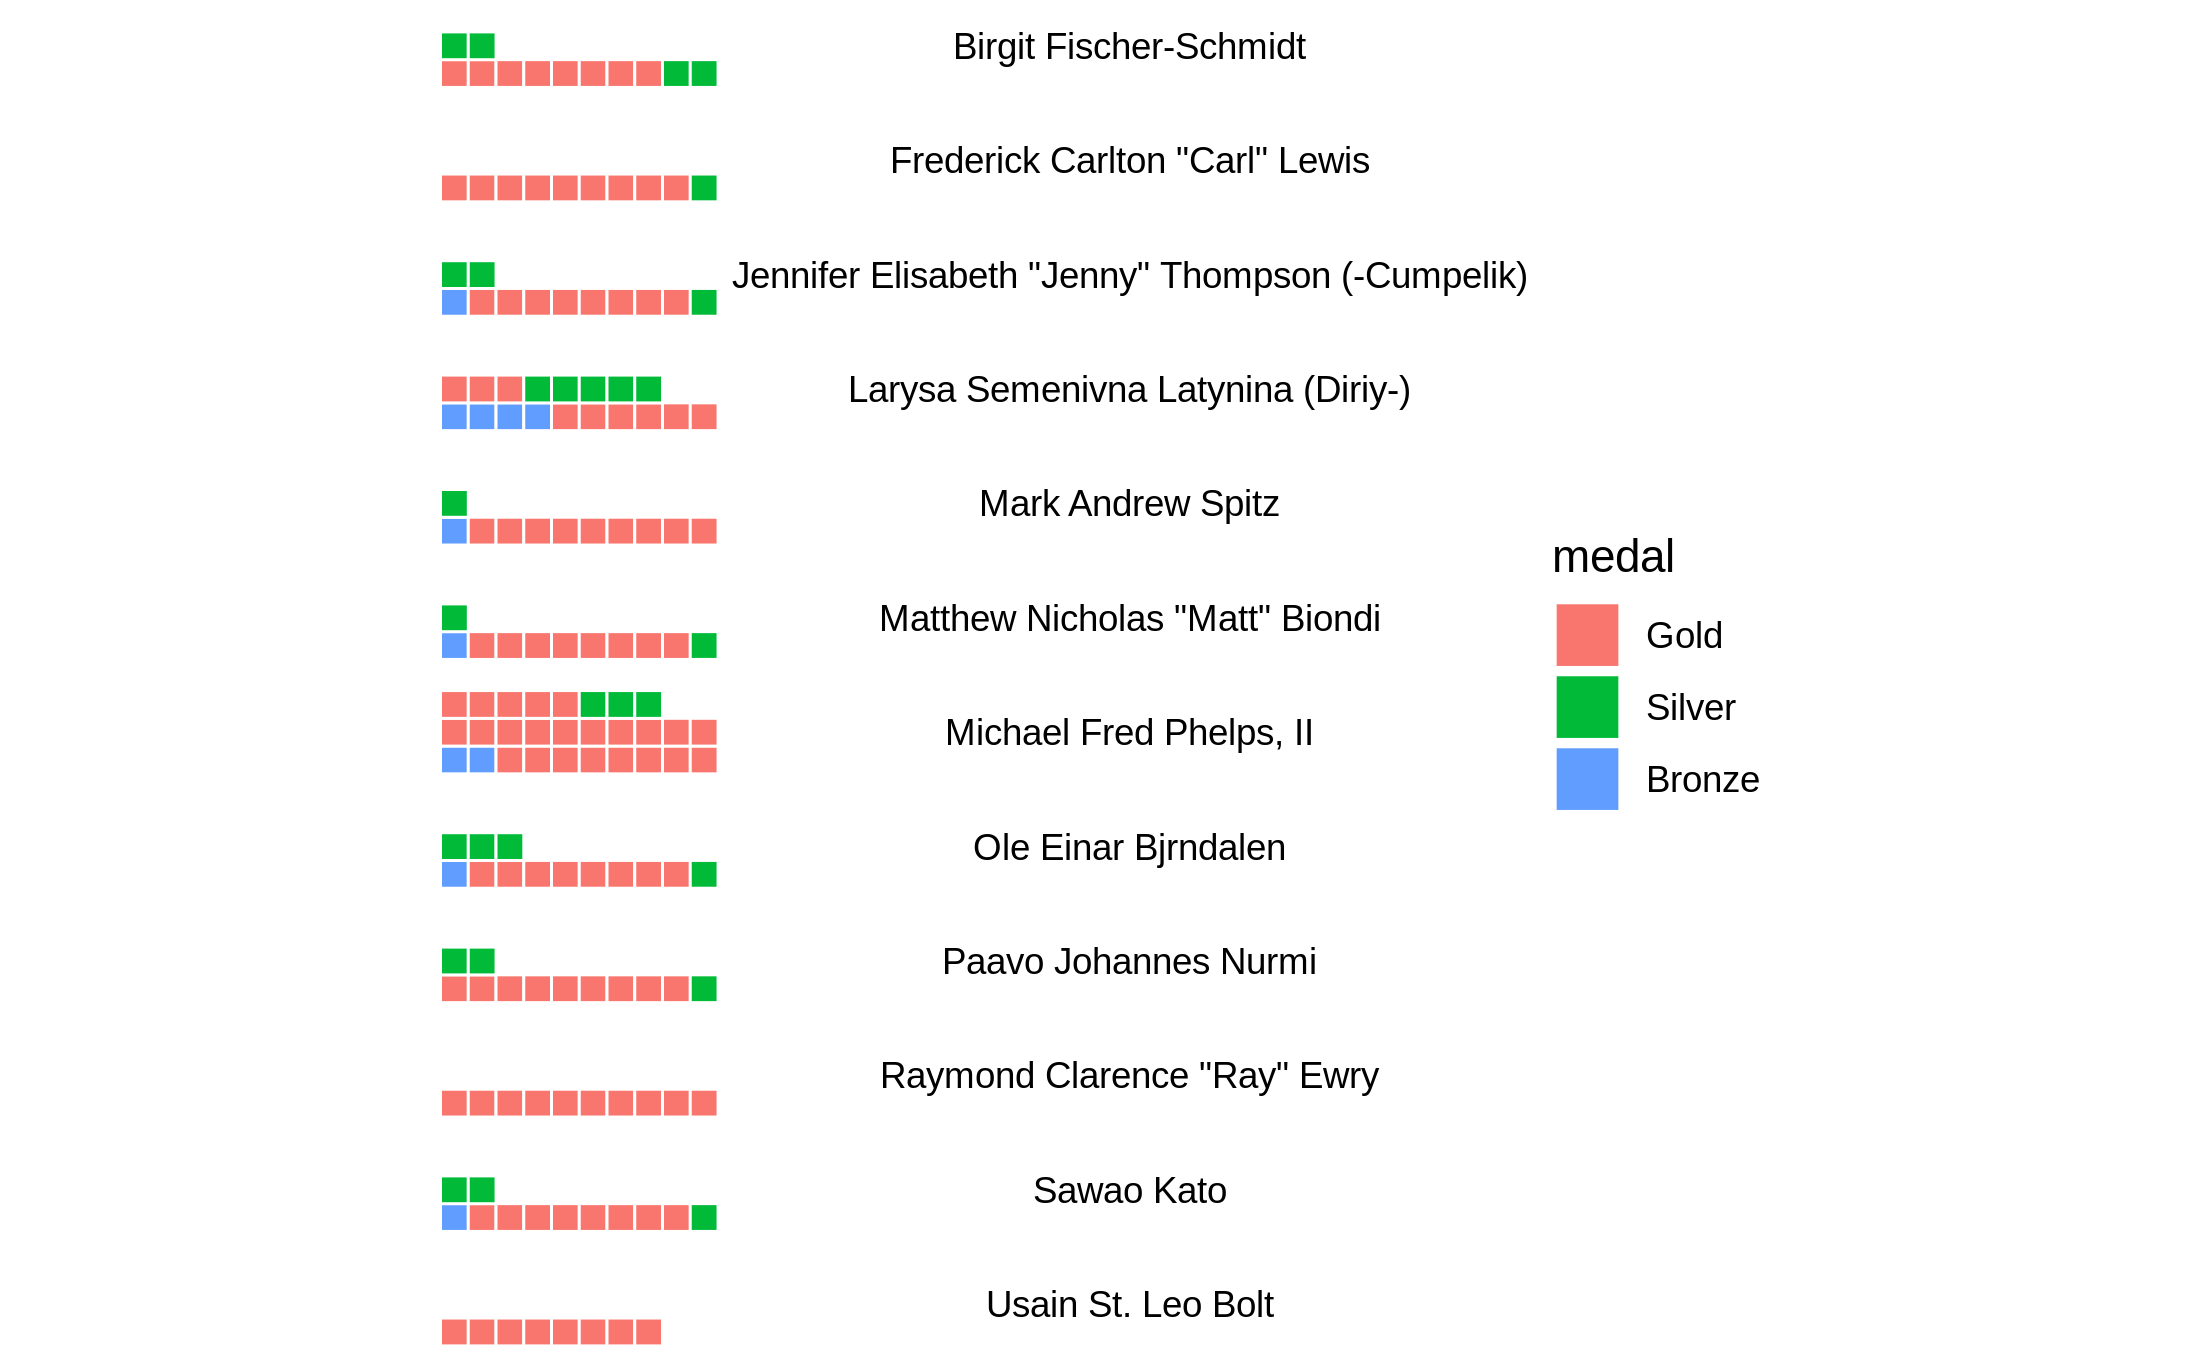 Birgit Fischer-Schmidt
Frederick Carlton "Carl" Lewis
Jennifer Elisabeth "Jenny" Thompson (-Cumpelik)
Larysa Semenivna Latynina (Diriy-)
Mark Andrew Spitz
Matthew Nicholas "Matt" Biondi
Michael Fred Phelps, II
Ole Einar Bjrndalen
Paavo Johannes Nurmi
Raymond Clarence "Ray" Ewry
Sawao Kato
Usain St. Leo Bolt
medal
Gold
Silver
Bronze